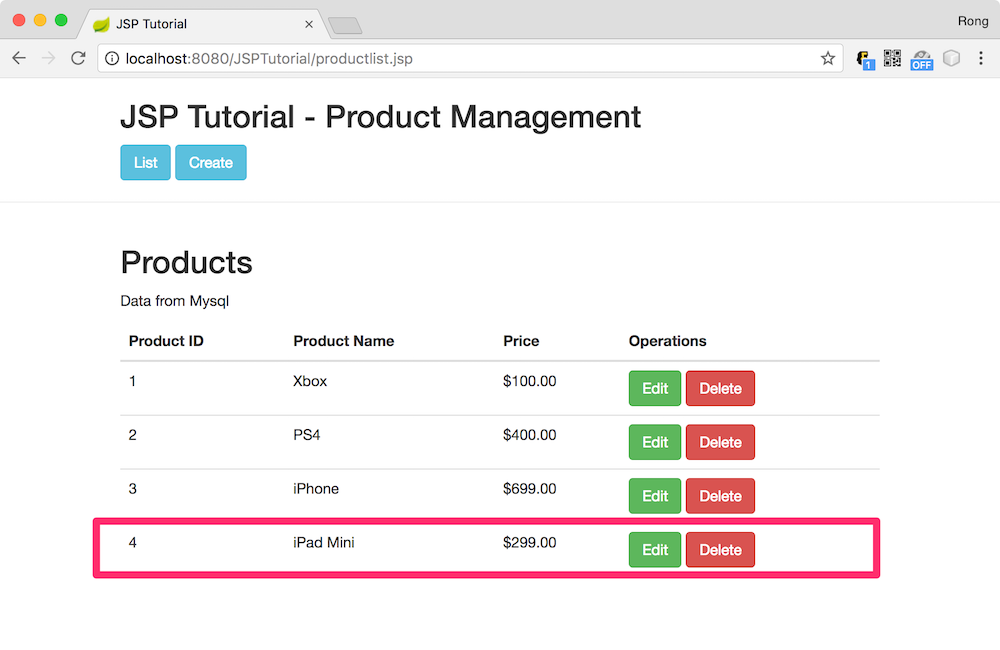 JSP Tutorial
Rong
localhost:8080/JSPTutorial/productlist.jsp
1
OFF
JSP Tutorial - Product Management
List Create
Products
Data from Mysql
Product ID Product Name Price Operations
1 Xbox $100.00 Edit Delete
2 PS4 $400.00 Edit Delete
3 iPhone $699.00 Edit Delete
4 iPad Mini $299.00 Edit Delete